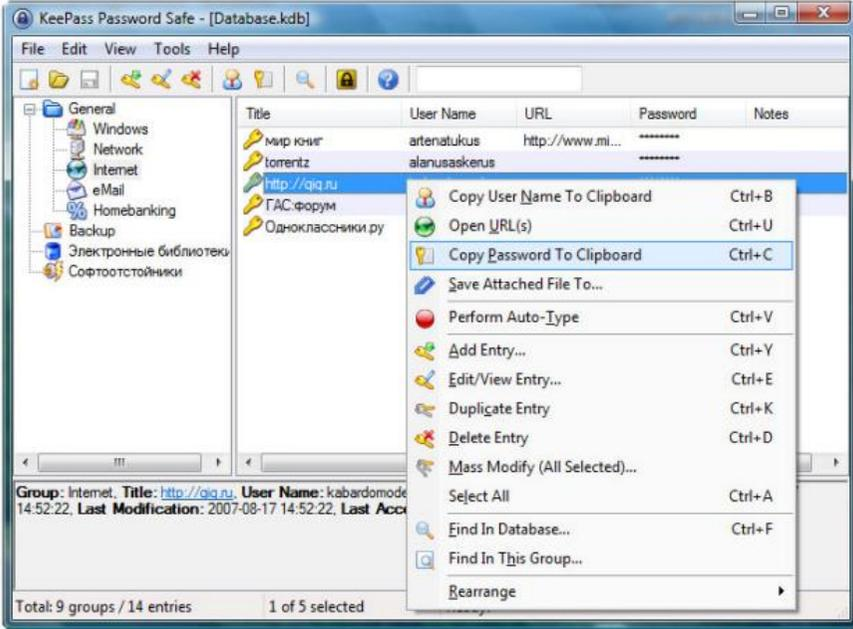 KeePass Password Safe - [Database.kdb]
File Edit View Tools Help
General
Windows
Network
Internet
eMail
Homebanking
Backup
Электронные библиотеки
Софтоотстойники
Title User Name URL Password Notes
мир книг artenatukus http://www.mi... ********
torrentz alanusaskerus ********
http://qiq.ru
ГАС:форум
Одноклассники.ру
Copy User Name To Clipboard Ctrl+B
Open URL(s) Ctrl+U
Copy Password To Clipboard Ctrl+C
Save Attached File To...
Perform Auto-Type Ctrl+V
Add Entry... Ctrl+Y
Edit/View Entry... Ctrl+E
Duplicate Entry Ctrl+K
Delete Entry Ctrl+D
Mass Modify (All Selected)...
Select All Ctrl+A
Find In Database... Ctrl+F
Find In This Group...
Rearrange
Group: Internet, Title: http://qiq.ru, User Name: kabardomode
14:52:22, Last Modification: 2007-08-17 14:52:22, Last Acce
Total: 9 groups / 14 entries 1 of 5 selected